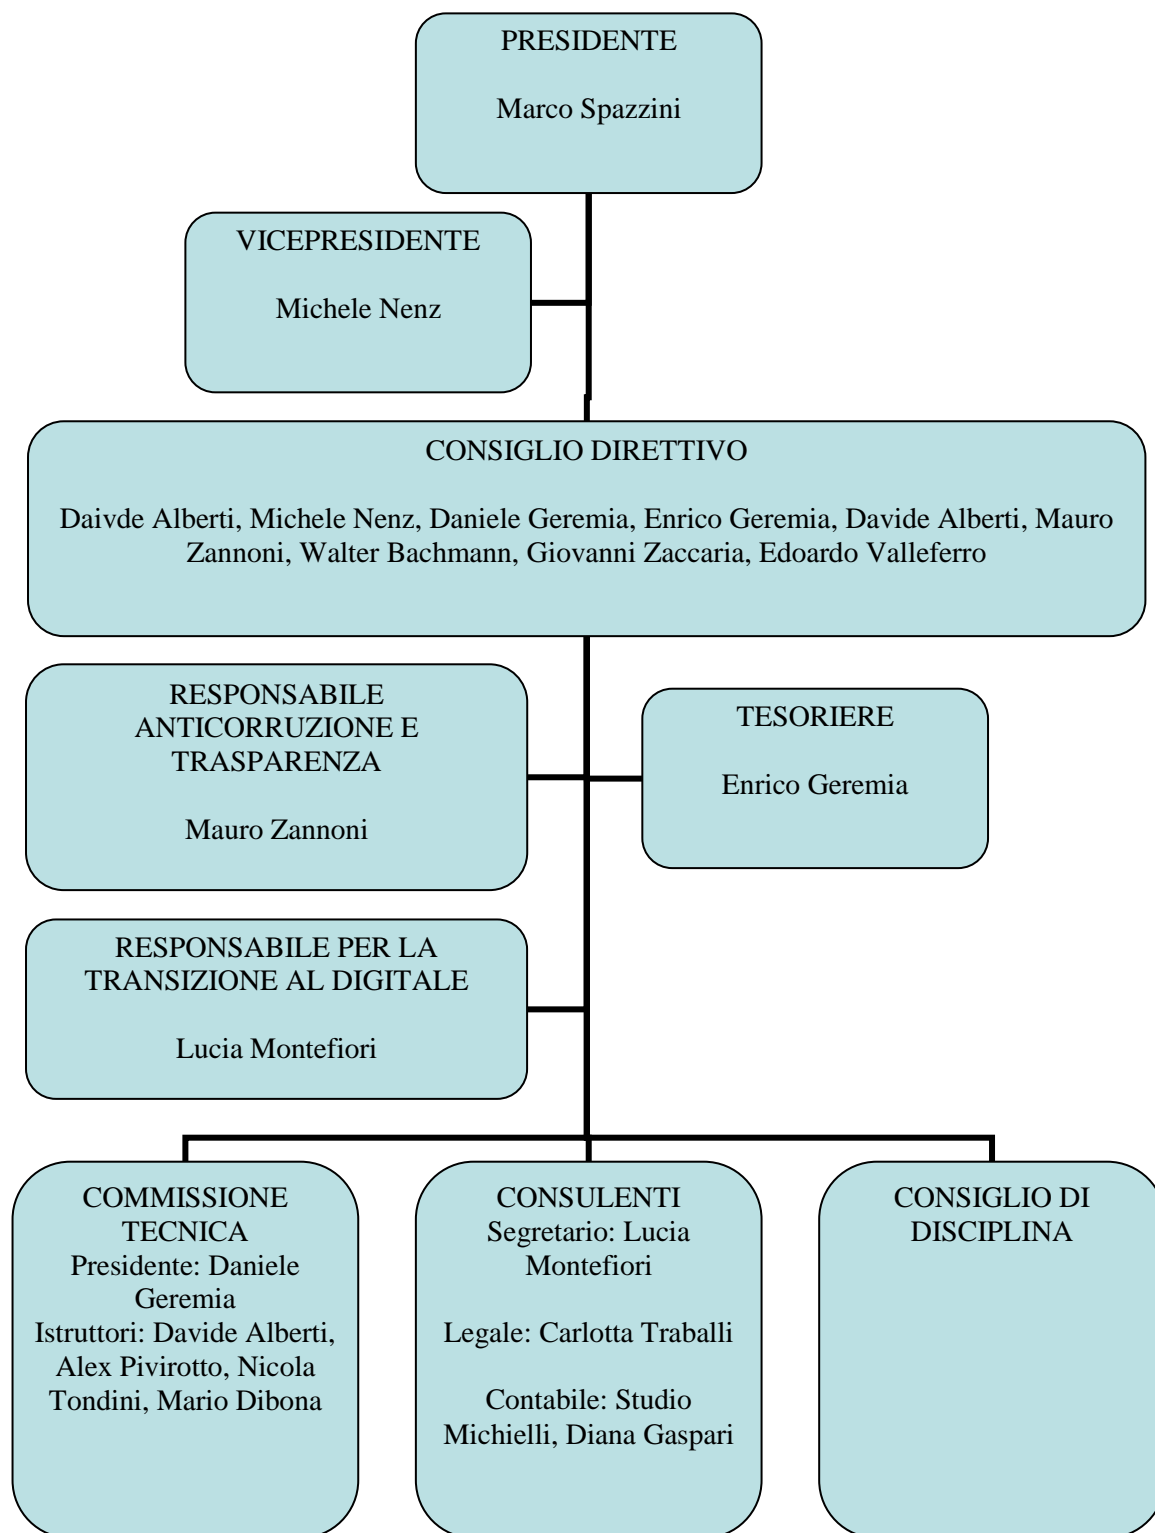 PRESIDENTE
Marco Spazzini
VICEPRESIDENTE
Michele Nenz
CONSIGLIO DIRETTIVO
Daivde Alberti, Michele Nenz, Daniele Geremia, Enrico Geremia, Davide Alberti, Mauro
Zannoni, Walter Bachmann, Giovanni Zaccaria, Edoardo Valleferro
RESPONSABILE
ANTICORRUZIONE E
TRASPARENZA
Mauro Zannoni
TESORIERE
Enrico Geremia
RESPONSABILE PER LA
TRANSIZIONE AL DIGITALE
Lucia Montefiori
COMMISSIONE
TECNICA
Presidente: Daniele
Geremia
Istruttori: Davide Alberti,
Alex Pivirotto, Nicola
Tondini, Mario Dibona
CONSULENTI
Segretario: Lucia
Montefiori
Legale: Carlotta Traballi
Contabile: Studio
Michielli, Diana Gaspari
CONSIGLIO DI
DISCIPLINA